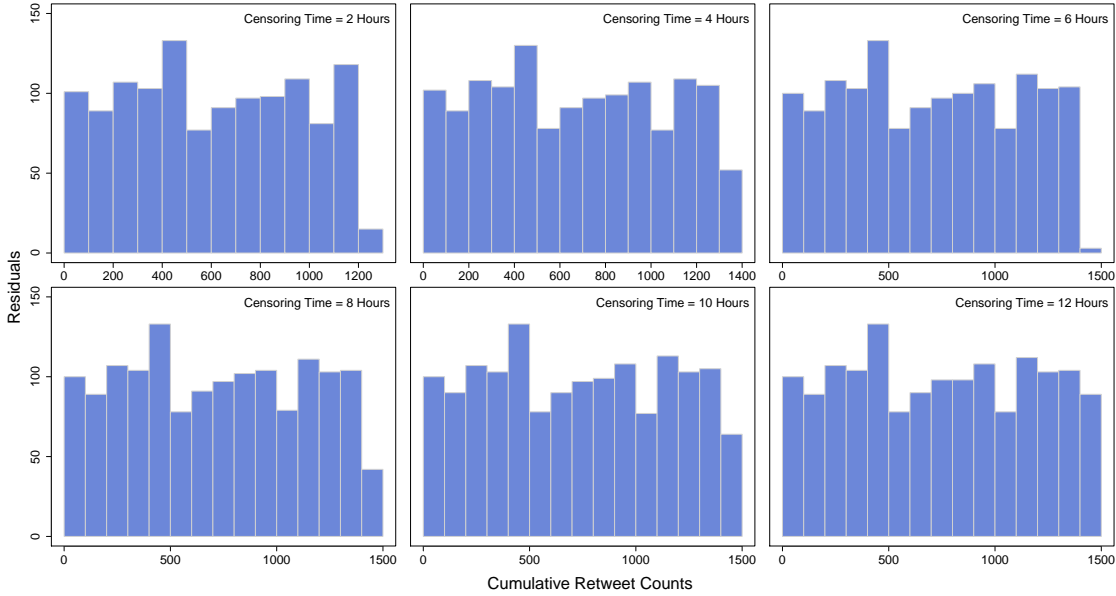 Censoring Time = 2 Hours
Censoring Time = 4 Hours
Censoring Time = 6 Hours
0 50 100 150
0 200 400 600 800 1000 1200
0 200 400 600 800 1000 1200 1400
0 500 1000 1500
Residuals
Censoring Time = 8 Hours
Censoring Time = 10 Hours
Censoring Time = 12 Hours
0 50 100 150
0 500 1000 1500
0 500 1000 1500
0 500 1000 1500
Cumulative Retweet Counts